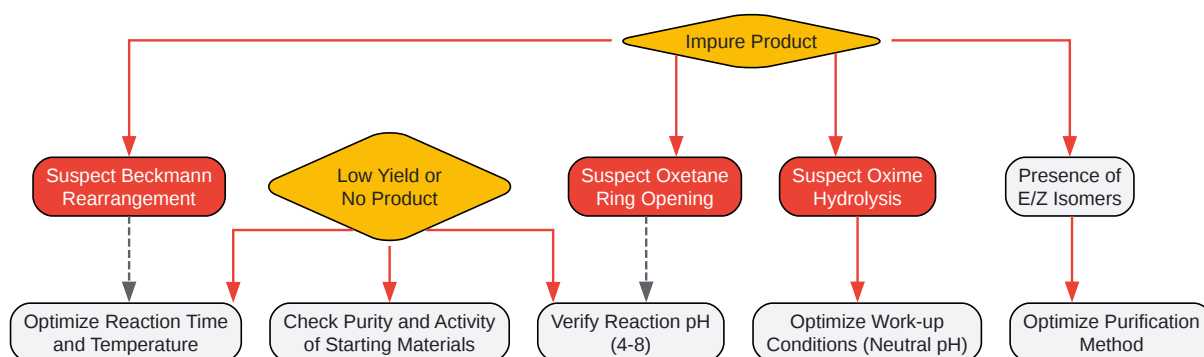 Impure Product
Suspect Beckmann
Rearrangement
Low Yield or
No Product
Suspect Oxetane
Ring Opening
Suspect Oxime
Hydrolysis
Presence of
E/Z Isomers
Optimize Reaction Time
and Temperature
Check Purity and Activity
of Starting Materials
Verify Reaction pH
(4-8)
Optimize Work-up
Conditions (Neutral pH)
Optimize Purification
Method